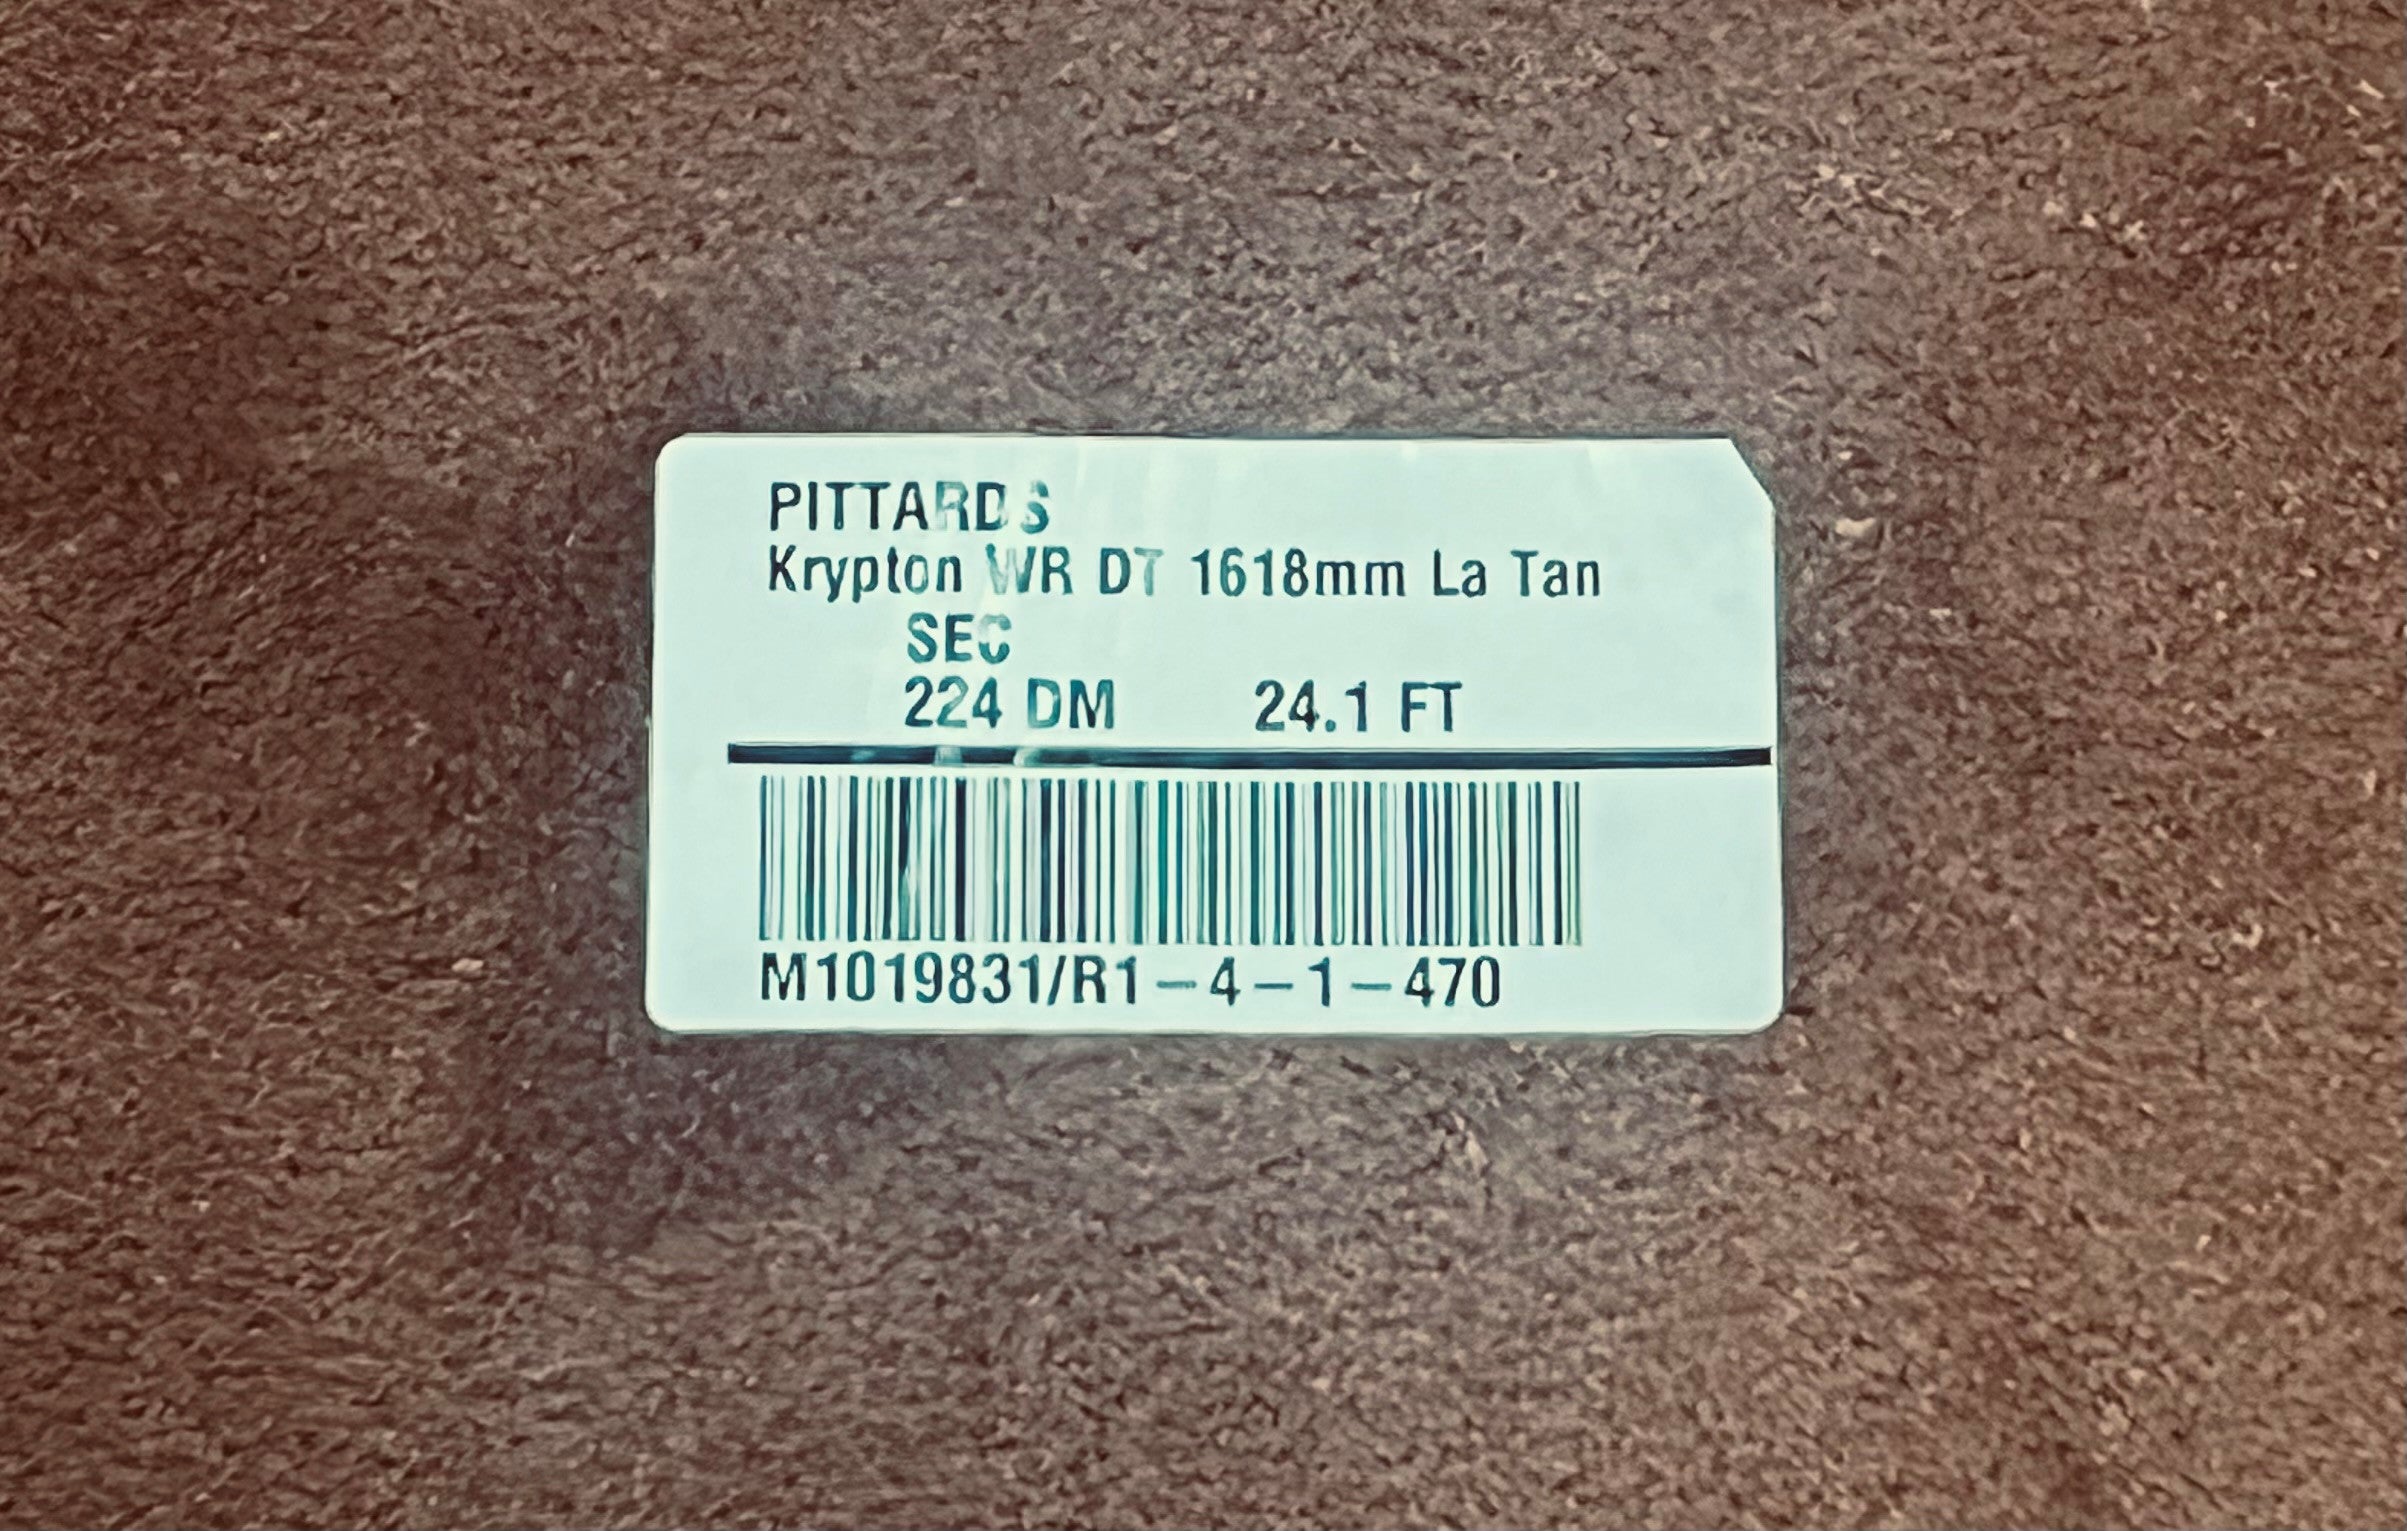 PITTARDS
Krypton WR DT 1618mm La Tan
SEC
224 DM 24.1 FT
M1019831/R1-4-1-470